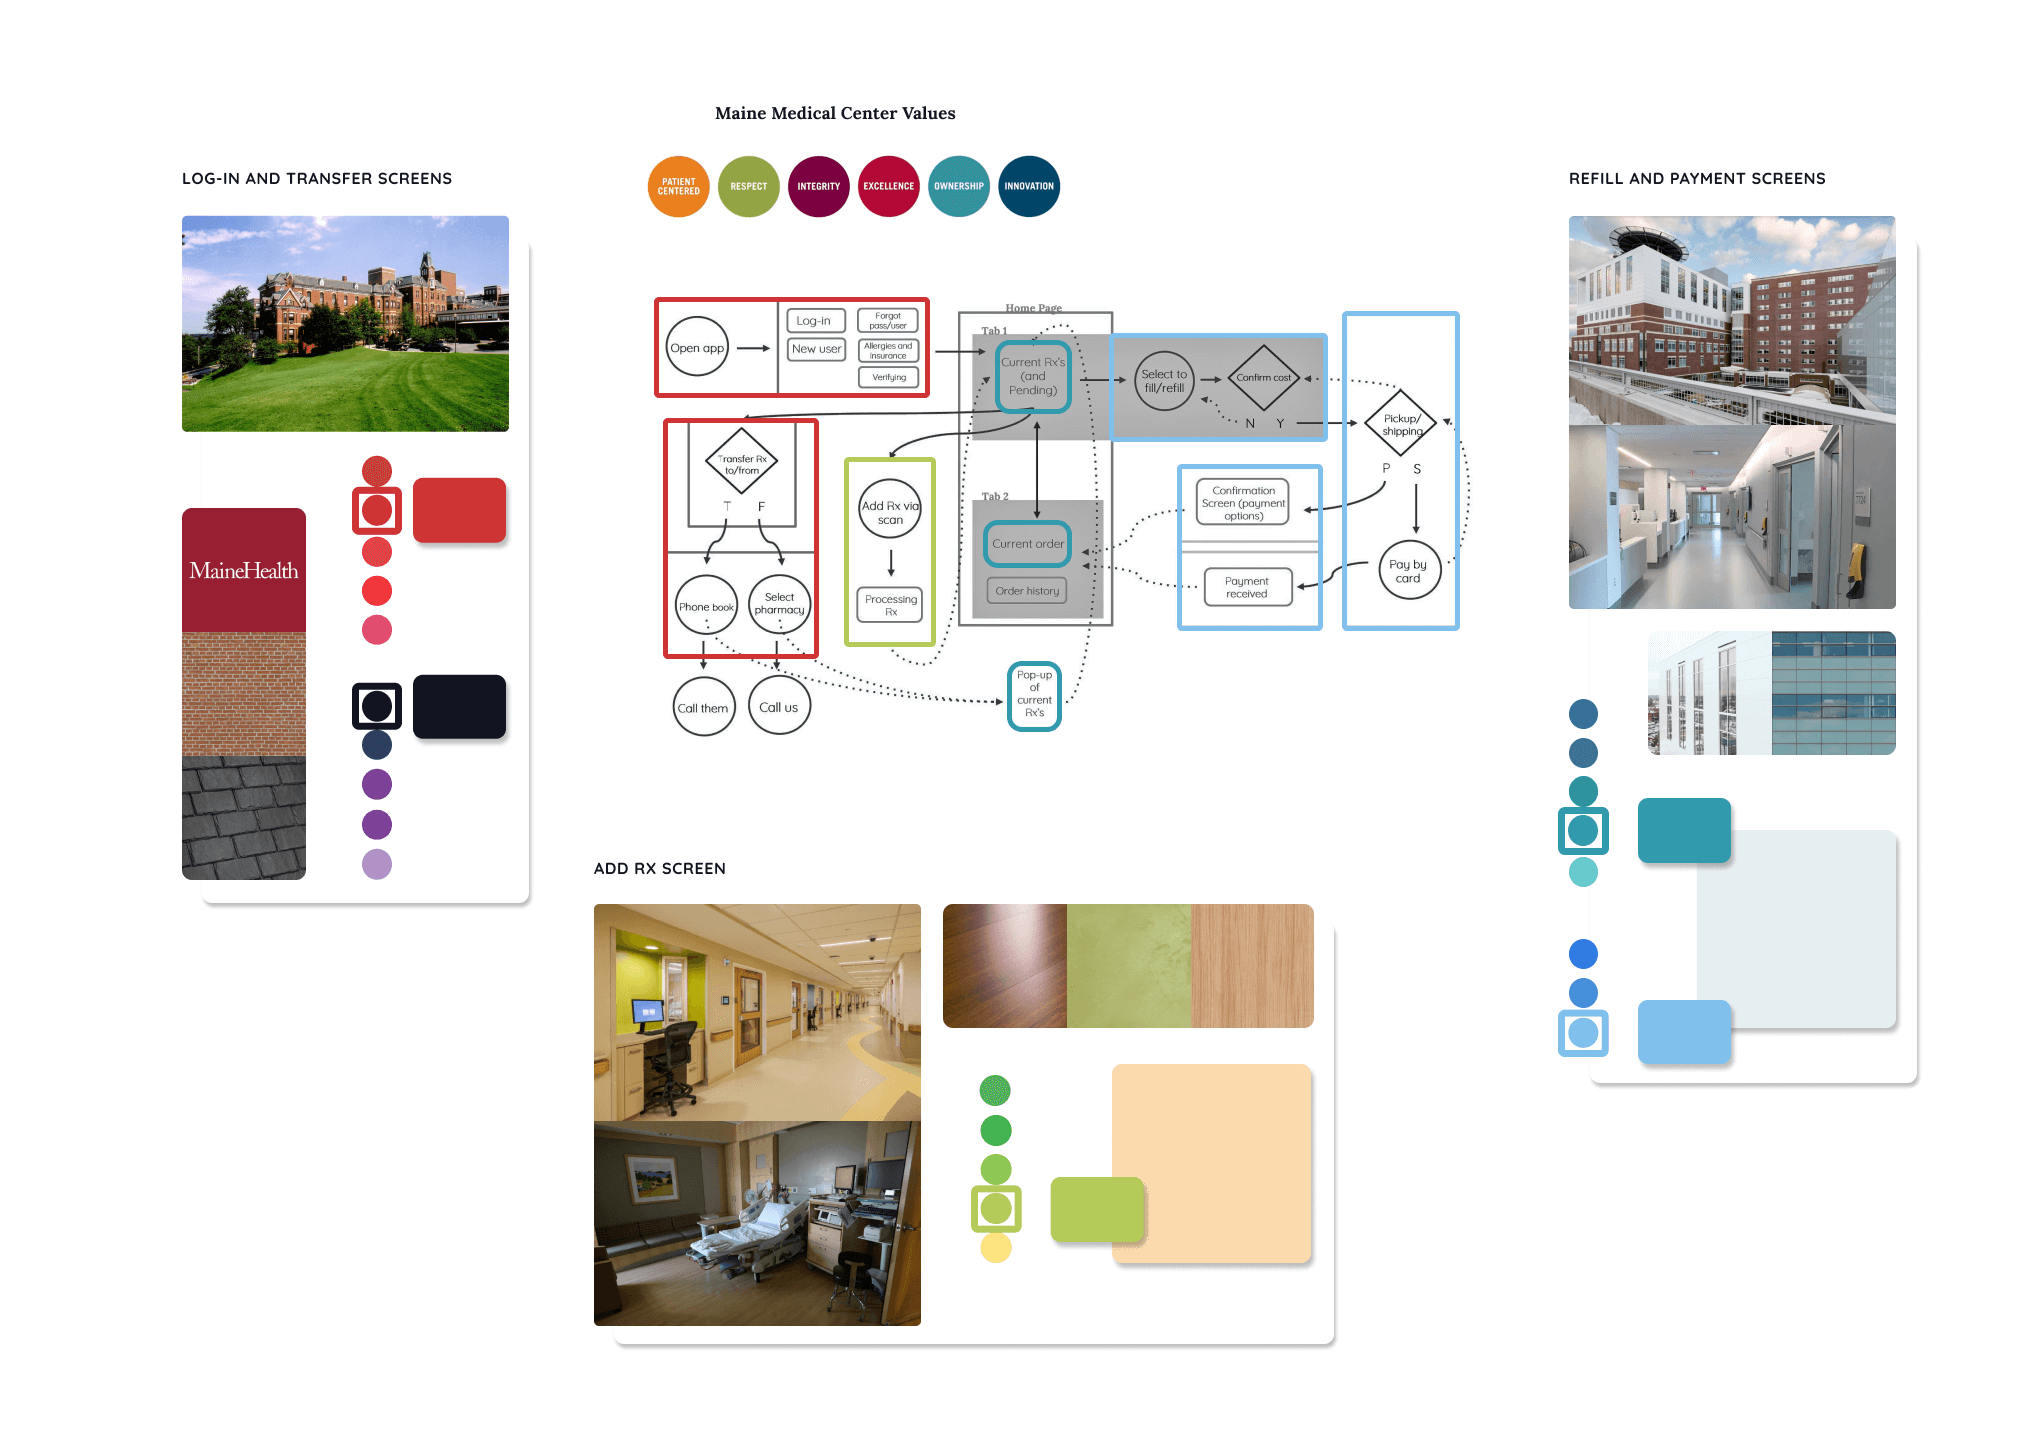 Maine Medical Center Values
LOG-IN AND TRANSFER SCREENS
REFILL AND PAYMENT SCREENS
PATIENT
CENTERED
RESPECT
INTEGRITY
EXCELLENCE
OWNERSHIP
INNOVATION
Open app
Log-in
New user
Forgot
pass/user
Allergies and
insurance
Verifying
Home Page
Tab 1
Current Rx's
(and
Pending)
Select to
fill/refill
Confirm cost
N Y
Pickup/
shipping
P S
Transfer Rx
to/from
T F
Add Rx via
scan
Processing
Rx
Phone book
Select
pharmacy
Call them
Call us
Tab 2
Current order
Order history
Confirmation
Screen (payment
options)
Payment
received
Pay by
card
Pop-up
of
current
Rx's
MaineHealth
ADD RX SCREEN